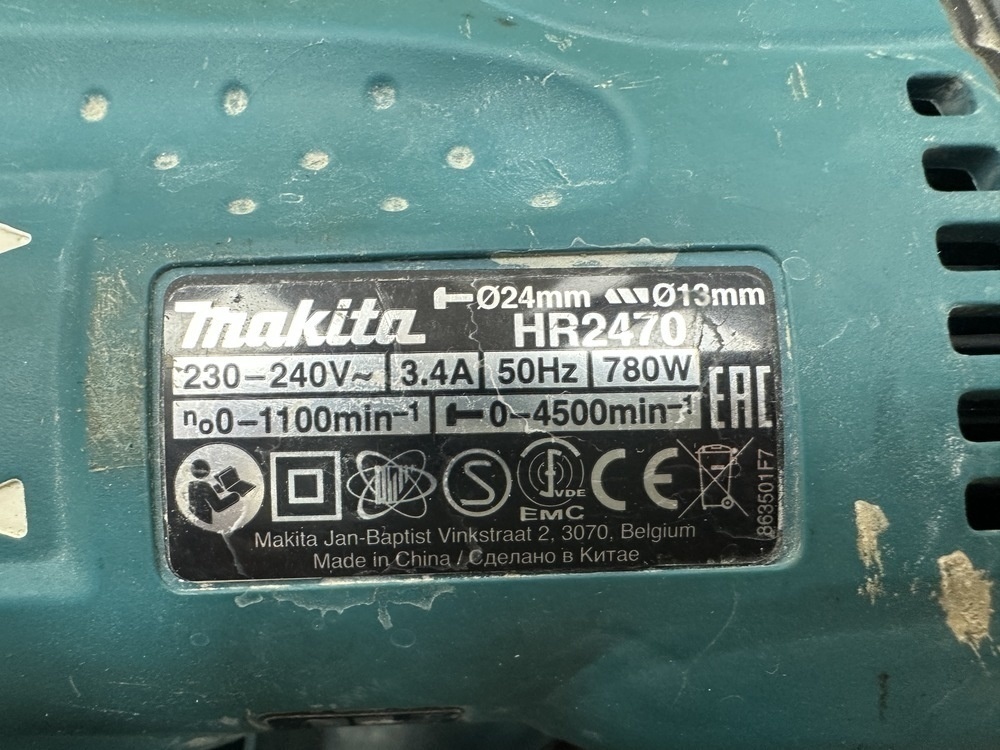 Makita
Ø24mm Ø13mm
HR2470
230–240V~ 3.4A 50Hz 780W
n₀0–1100min⁻¹ 0–4500min⁻¹
EAC
S VDE CE
EMC
863501F7
Makita Jan-Baptist Vinkstraat 2, 3070, Belgium
Made in China / Сделано в Китае